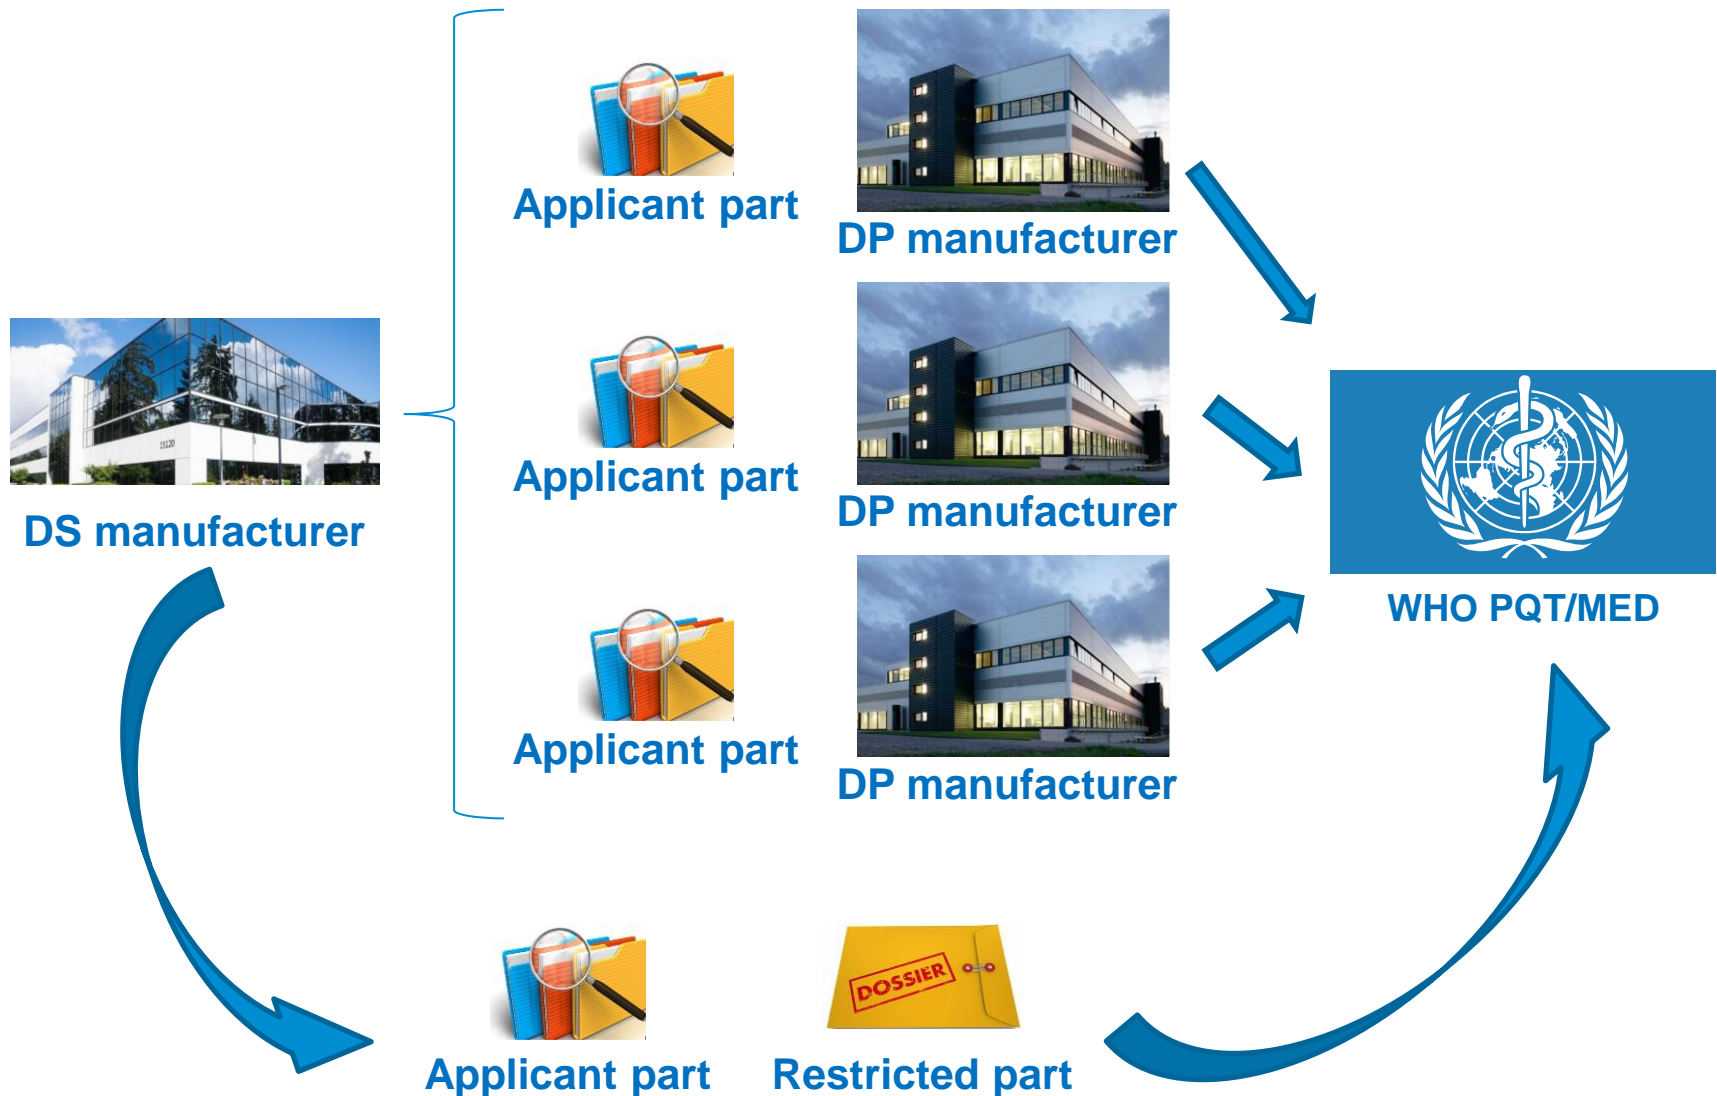 Applicant part
DP manufacturer
Applicant part
DP manufacturer
15120
DS manufacturer
WHO PQT/MED
Applicant part
DP manufacturer
DOSSIER
Applicant part
Restricted part